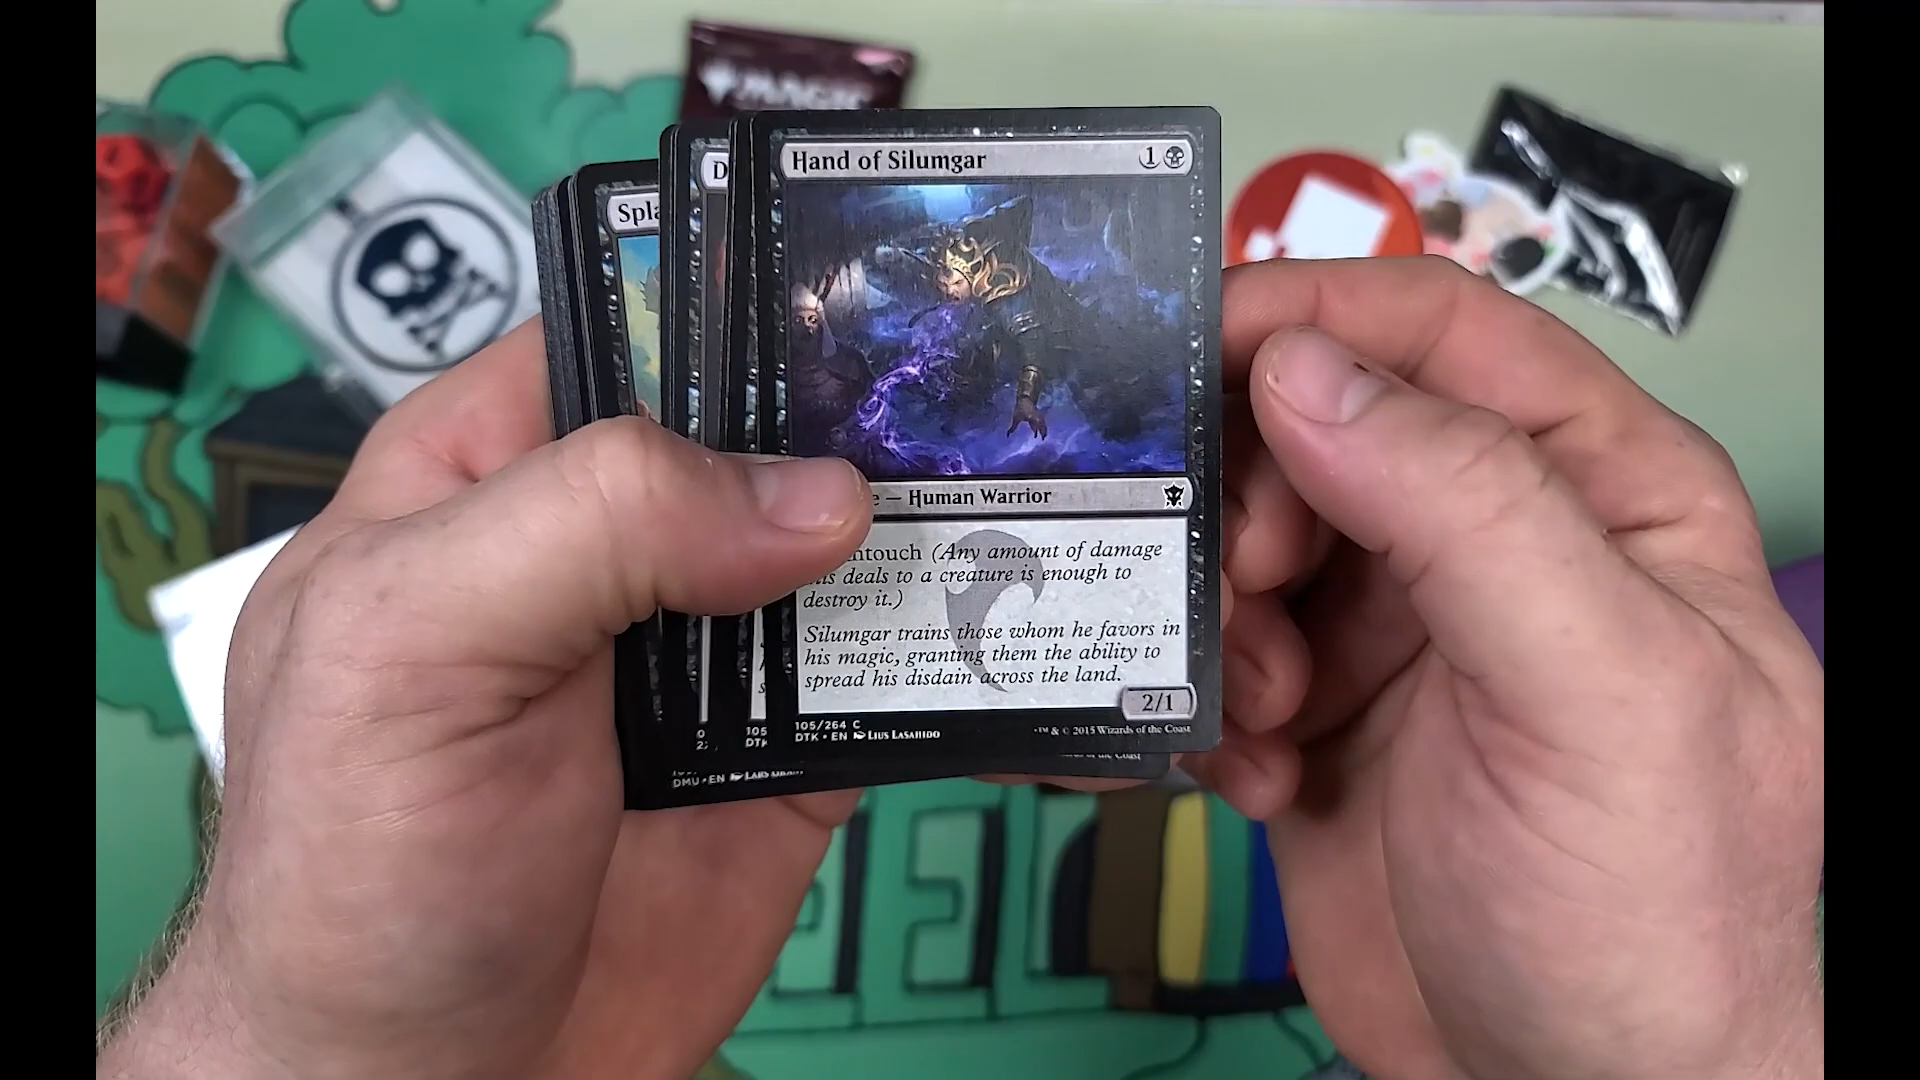 MAGIC
Hand of Silumgar
1
D
Spla
e — Human Warrior
ntouch (Any amount of damage
is deals to a creature is enough to
destroy it.)
Silumgar trains those whom he favors in
his magic, granting them the ability to
spread his disdain across the land.
2/1
105/264 C
DTK • EN LIUS LASAHIDO
™ & © 2015 Wizards of the Coast
105
DTK
DMU • EN